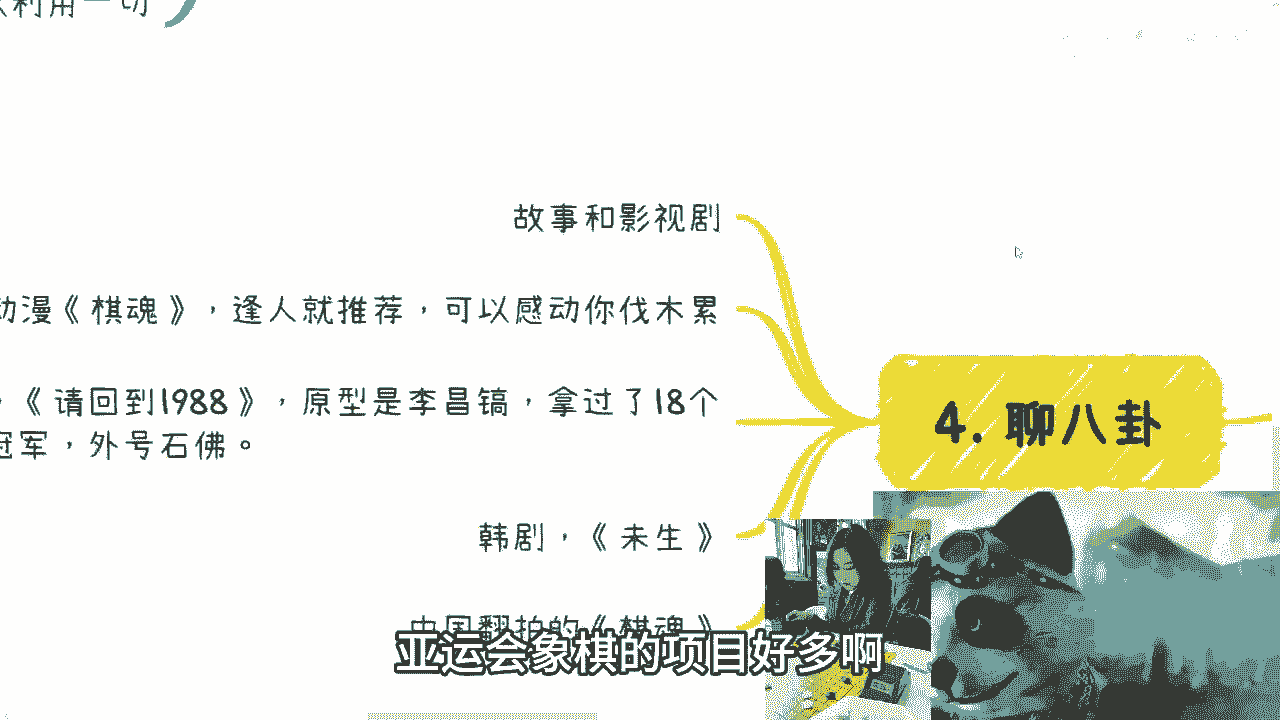 利用一切
故事和影视剧
动漫《棋魂》，逢人就推荐，可以感动你伐木累
《请回到1988》，原型是李昌镐，拿过了18个
冠军，外号石佛。
4. 聊八卦
韩剧，《未生》
中国翻拍的《棋魂》
亚运会象棋的项目好多啊